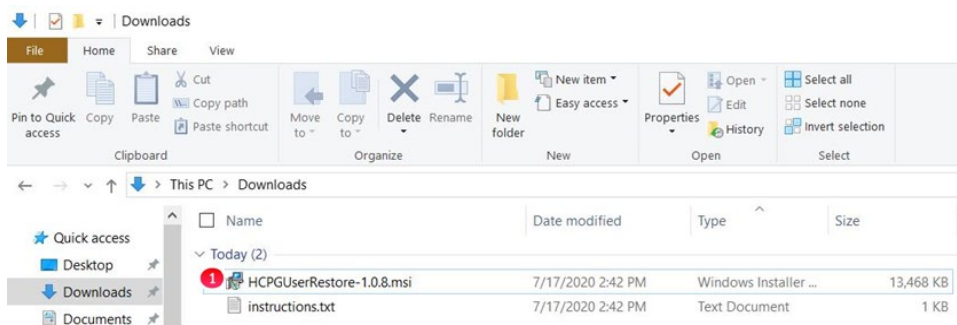 Downloads
File Home Share View
Pin to Quick access
Copy
Paste
Cut
Copy path
Paste shortcut
Clipboard
Move to
Copy to
Delete
Rename
Organize
New folder
New item
Easy access
New
Properties
Open
Edit
History
Open
Select all
Select none
Invert selection
Select
This PC > Downloads
Quick access
Desktop
Downloads
Documents
Name Date modified Type Size
Today (2)
1 HCPGUserRestore-1.0.8.msi 7/17/2020 2:42 PM Windows Installer ... 13,468 KB
instructions.txt 7/17/2020 2:42 PM Text Document 1 KB